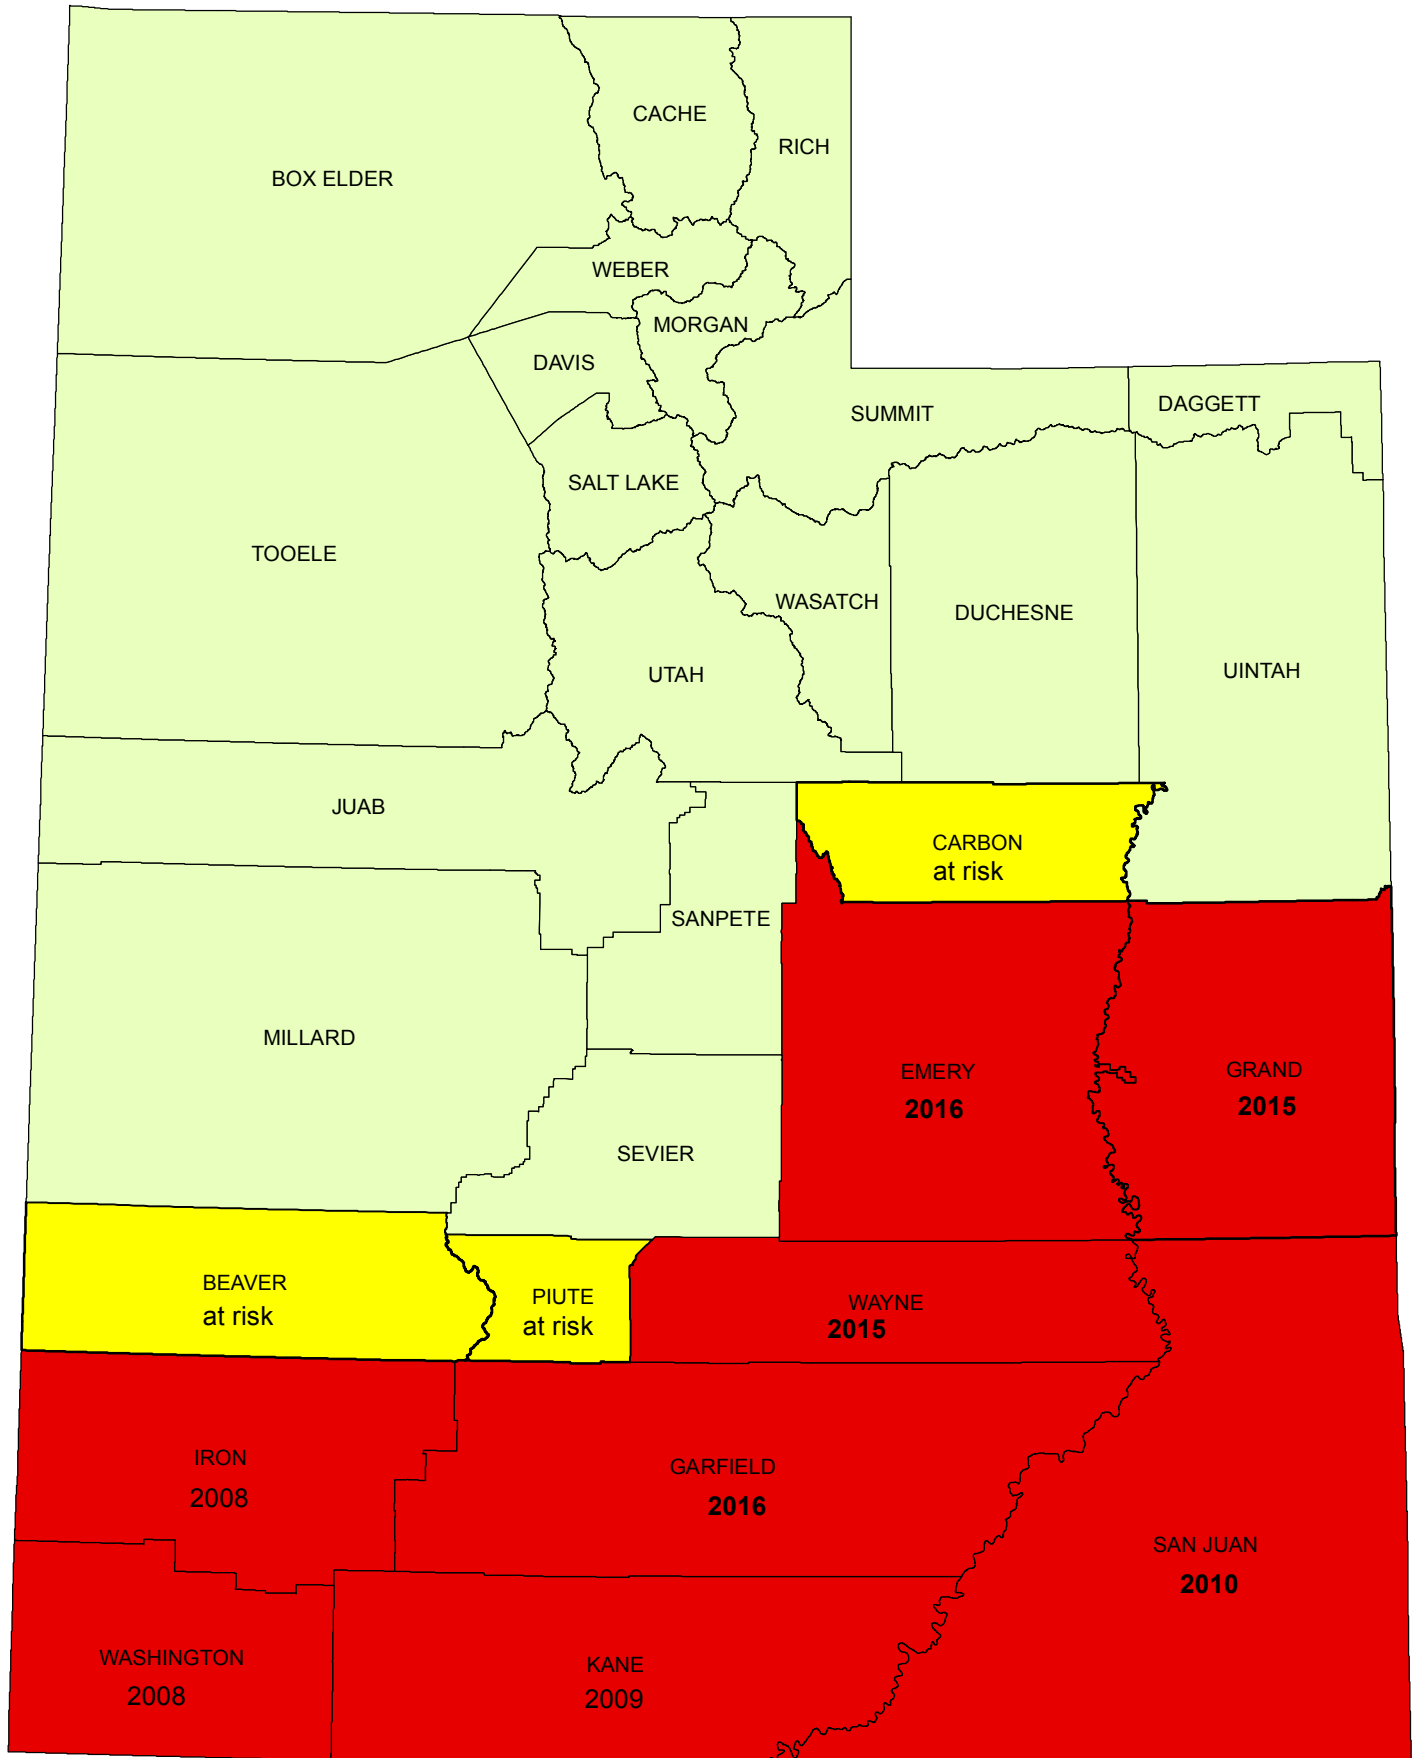 CACHE
RICH
BOX ELDER
WEBER
MORGAN
DAVIS
DAGGETT
SUMMIT
SALT LAKE
TOOELE
WASATCH
DUCHESNE
UINTAH
UTAH
JUAB
CARBON
at risk
SANPETE
MILLARD
EMERY
2016
GRAND
2015
SEVIER
BEAVER
at risk
PIUTE
at risk
WAYNE
2015
IRON
2008
GARFIELD
2016
SAN JUAN
2010
WASHINGTON
2008
KANE
2009